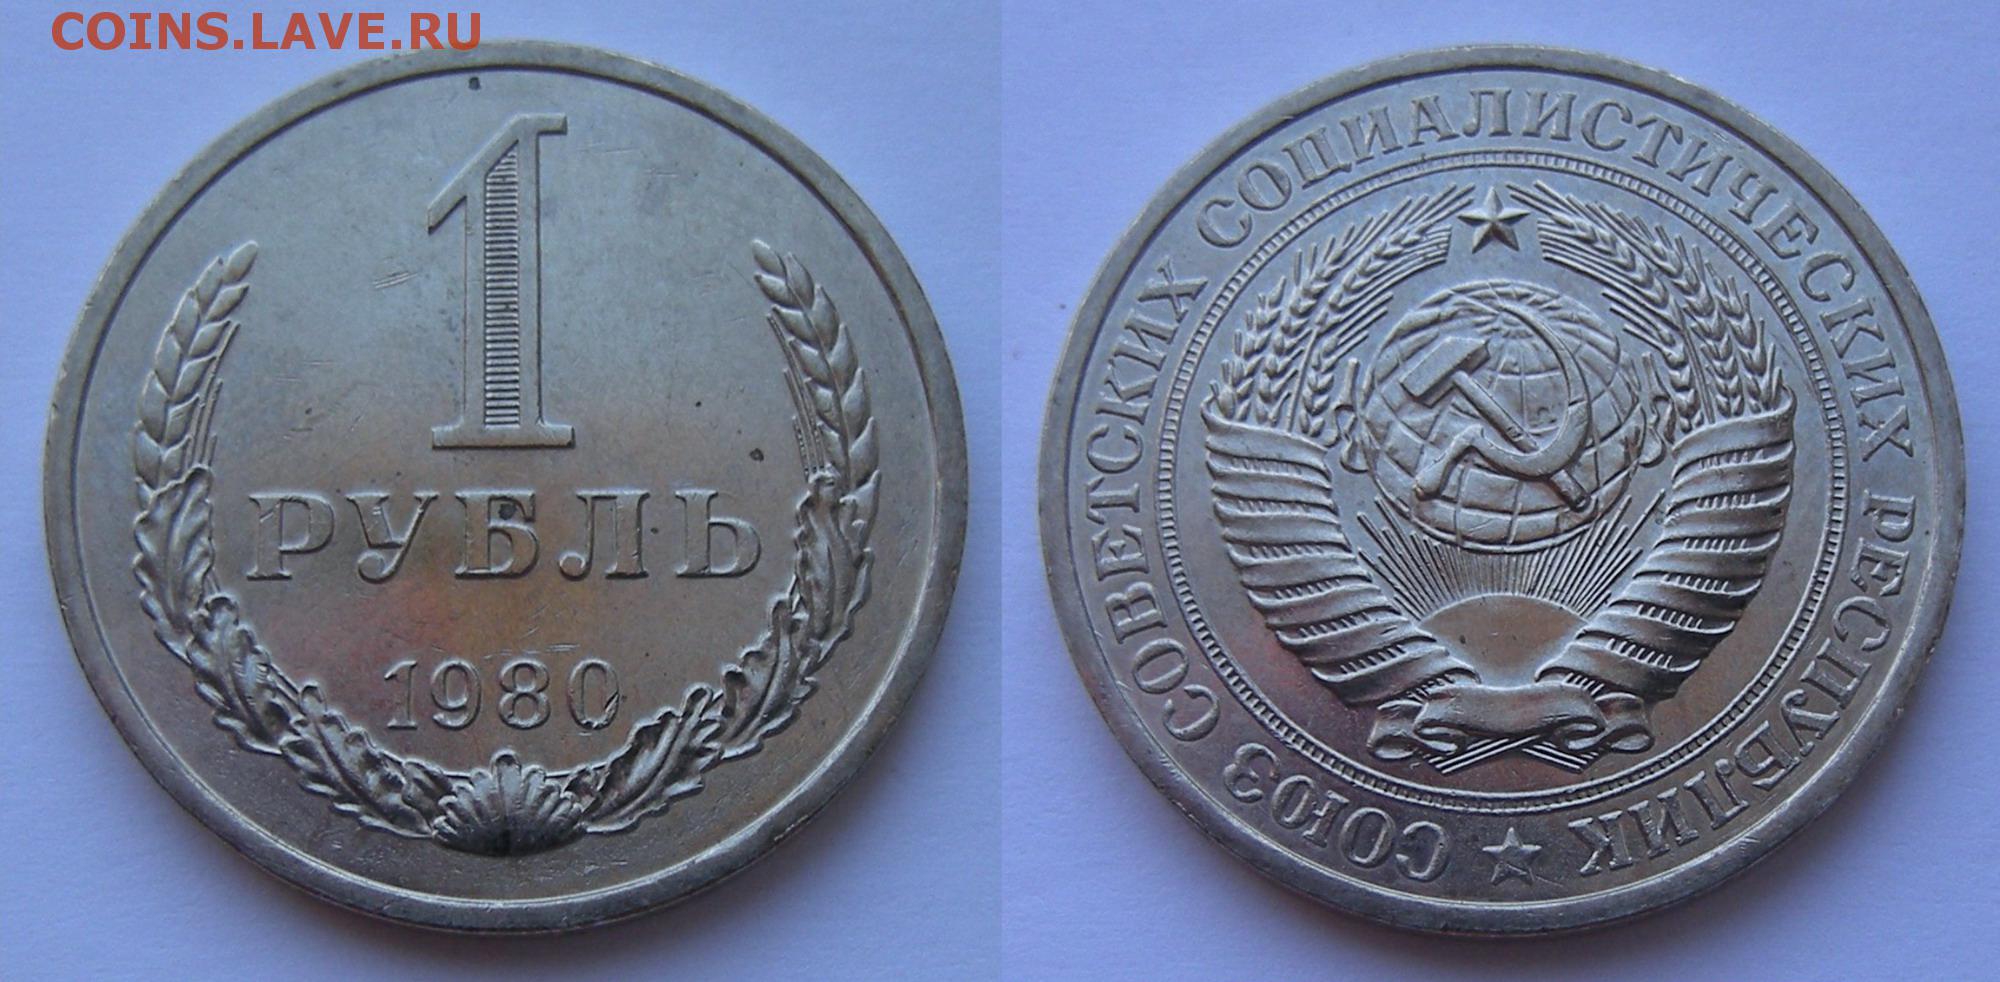 COINS.LAVE.RU
1
РУБЛЬ
1980
СОЮЗ СОВЕТСКИХ СОЦИАЛИСТИЧЕСКИХ РЕСПУБЛИК